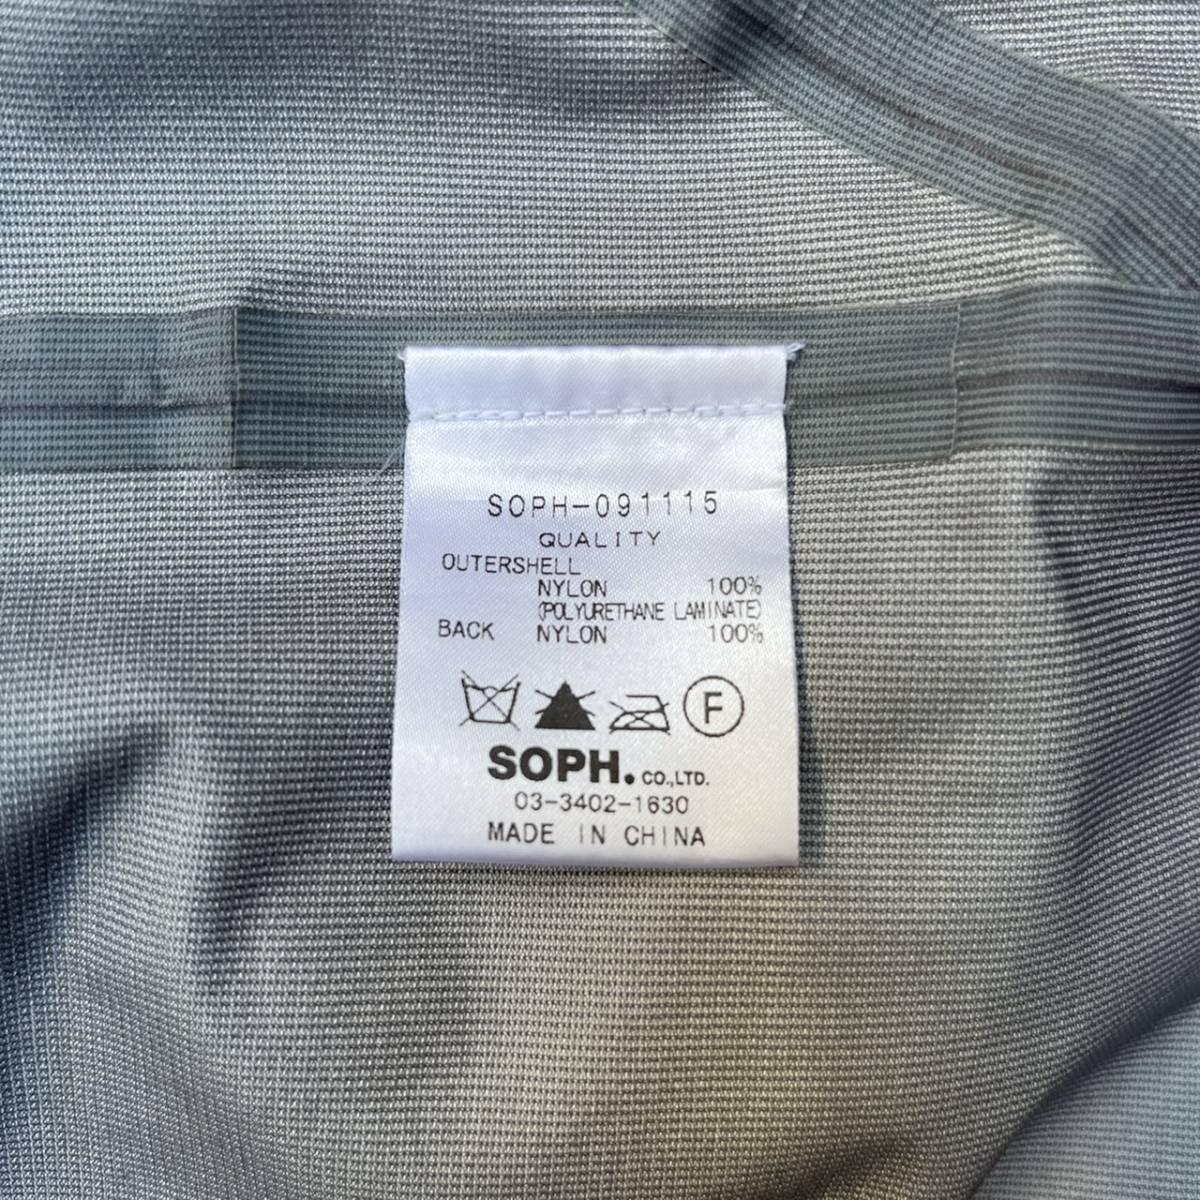 SOPH-091115
QUALITY
OUTERSHELL
NYLON 100%
(POLYURETHANE LAMINATE)
BACK NYLON 100%
F
SOPH. CO.,LTD.
03-3402-1630
MADE IN CHINA